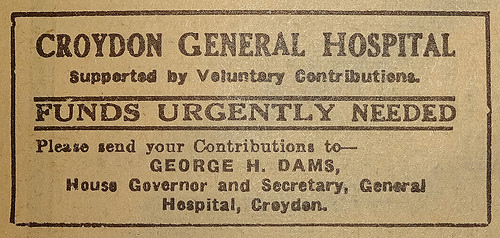 CROYDON GENERAL HOSPITAL
Supported by Voluntary Contributions.
FUNDS URGENTLY NEEDED
Please send your Contributions to—
GEORGE H. DAMS,
House Governor and Secretary, General
Hospital, Croydon.